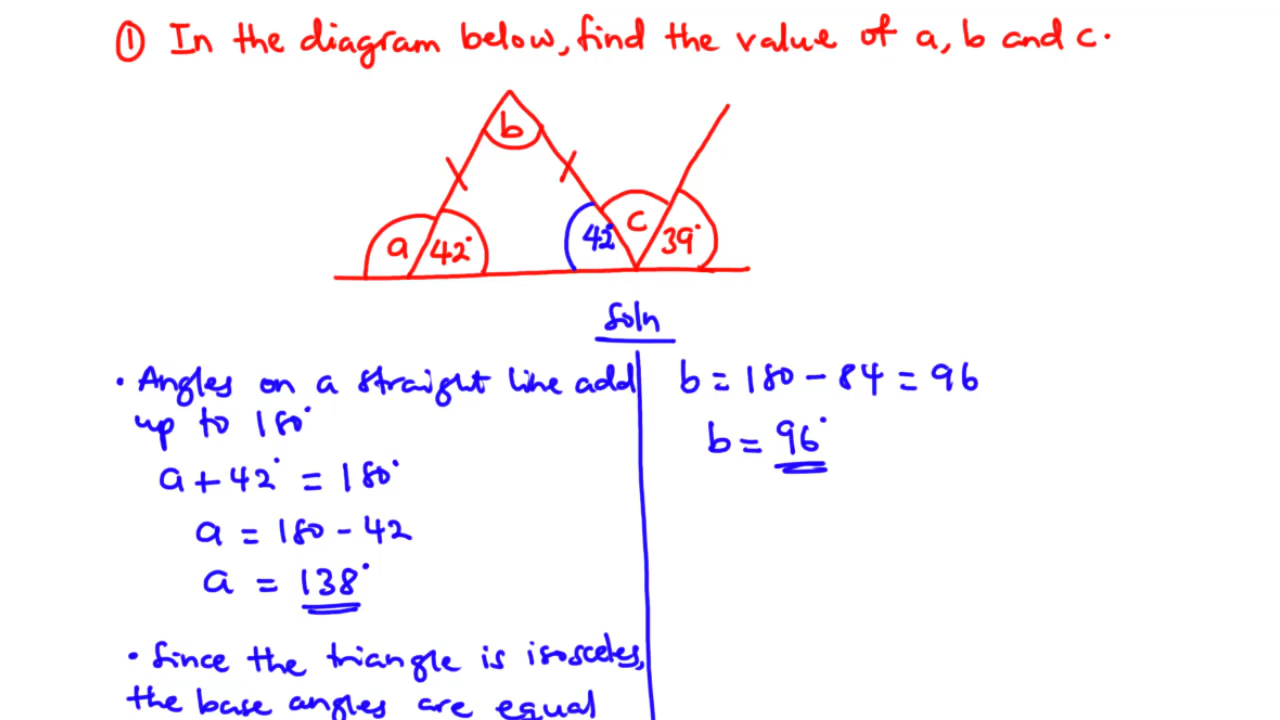 ① In the diagram below, find the value of a, b and c.
b
a 42° 42° c 39°
Soln
• Angles on a straight line add
up to 180°
a + 42° = 180°
a = 180 - 42
a = 138°
• Since the triangle is isosceles,
the base angles are equal
b = 180 - 84 = 96
b = 96°